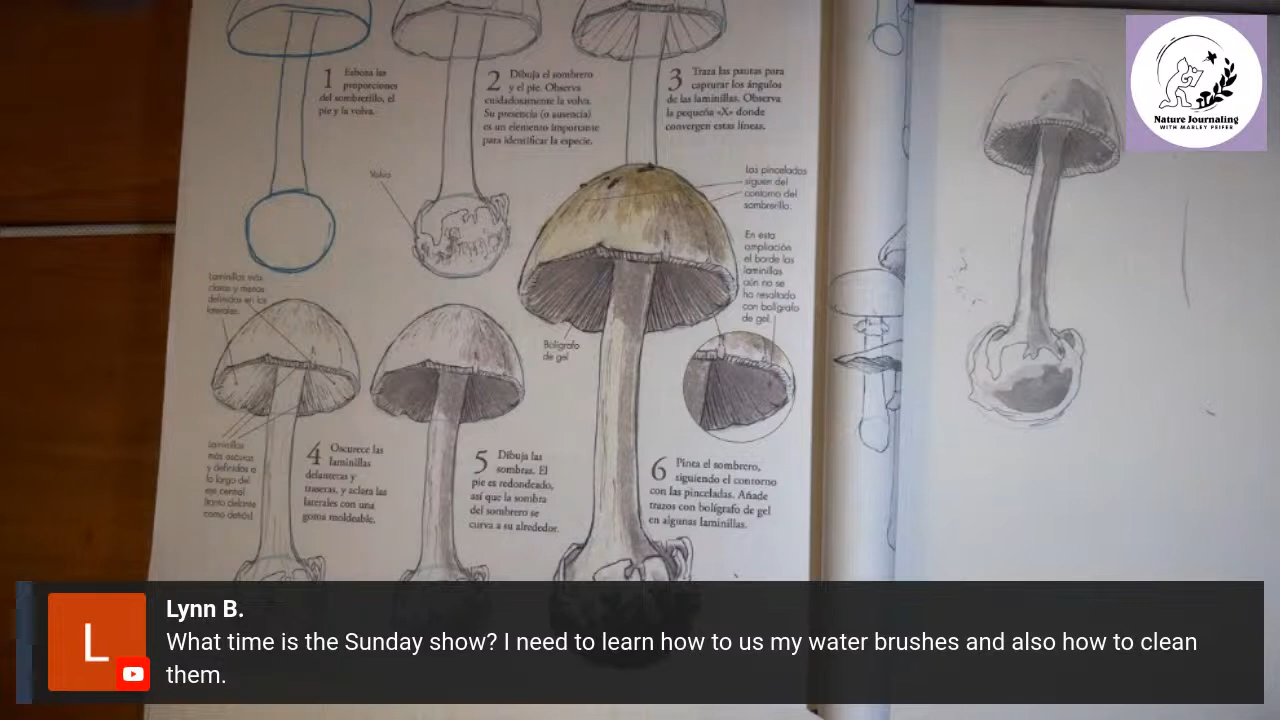 1 Esboza las
proporciones
del sombrerillo, el
pie y la volva.
2 Dibuja el sombrero
y el pie. Observa
cuidadosamente la volva.
Su presencia (o ausencia)
es un elemento importante
para identificar la especie.
3 Traza las pautas para
capturar los ángulos
de las laminillas. Observa
la pequeña «X» donde
convergen estas líneas.
Volva
Las pinceladas
siguen del
contorno del
sombrerillo.
En esta
ampliación
el borde las
laminillas
aún no se
ha resaltado
con bolígrafo
de gel.
Laminillas más
claras y menos
definidas en los
laterales.
Bolígrafo
de gel
Laminillas
más oscuras
y definidas a
lo largo del
eje central
(tanto delante
como detrás)
4 Oscurece las
laminillas
delanteras y
traseras, y aclara las
laterales con una
goma moldeable.
5 Dibuja las
sombras. El
pie es redondeado,
así que la sombra
del sombrero se
curva a su alrededor.
6 Pinta el sombrero,
siguiendo el contorno
con las pinceladas. Añade
trazos con bolígrafo de gel
en algunas laminillas.
Nature Journaling
WITH MARLEY PEIFER
L
Lynn B.
What time is the Sunday show? I need to learn how to us my water brushes and also how to clean
them.